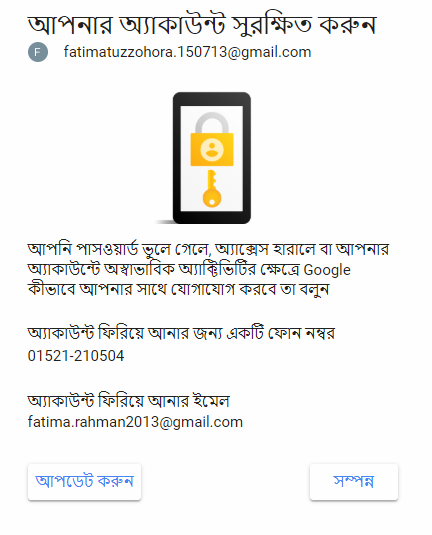 আপনার অ্যাকাউন্ট সুরক্ষিত করুন
F fatimatuzzohora.150713@gmail.com
আপনি পাসওয়ার্ড ভুলে গেলে, অ্যাক্সেস হারালে বা আপনার
অ্যাকাউন্টে অস্বাভাবিক অ্যাক্টিভিটির ক্ষেত্রে Google
কীভাবে আপনার সাথে যোগাযোগ করবে তা বলুন
অ্যাকাউন্ট ফিরিয়ে আনার জন্য একটি ফোন নম্বর
01521-210504
অ্যাকাউন্ট ফিরিয়ে আনার ইমেল
fatima.rahman2013@gmail.com
আপডেট করুন সম্পন্ন